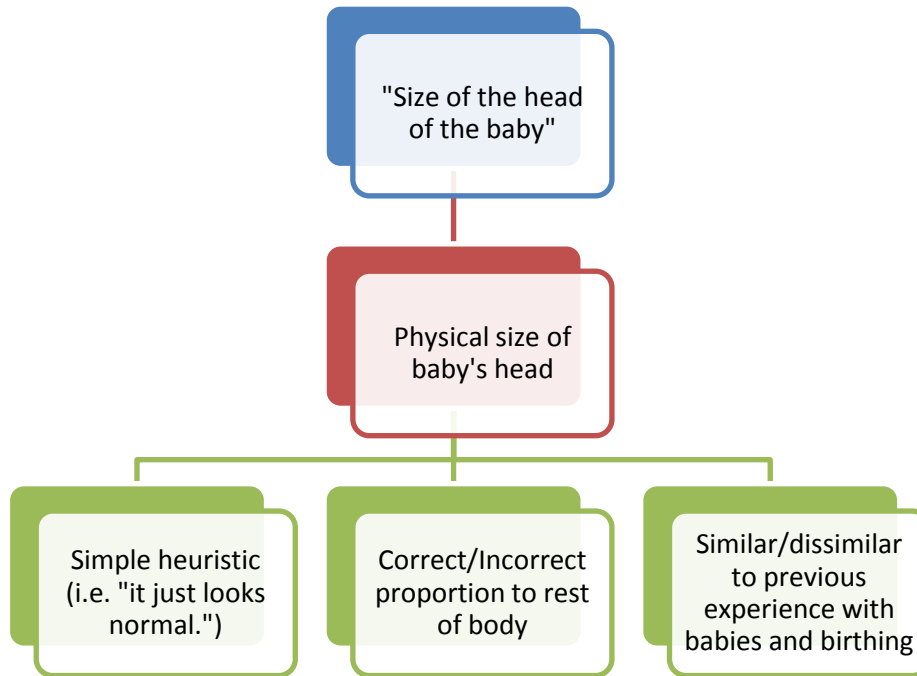 "Size of the head
of the baby"
Physical size of
baby's head
Simple heuristic
(i.e. "it just looks
normal.")
Correct/Incorrect
proportion to rest
of body
Similar/dissimilar
to previous
experience with
babies and birthing